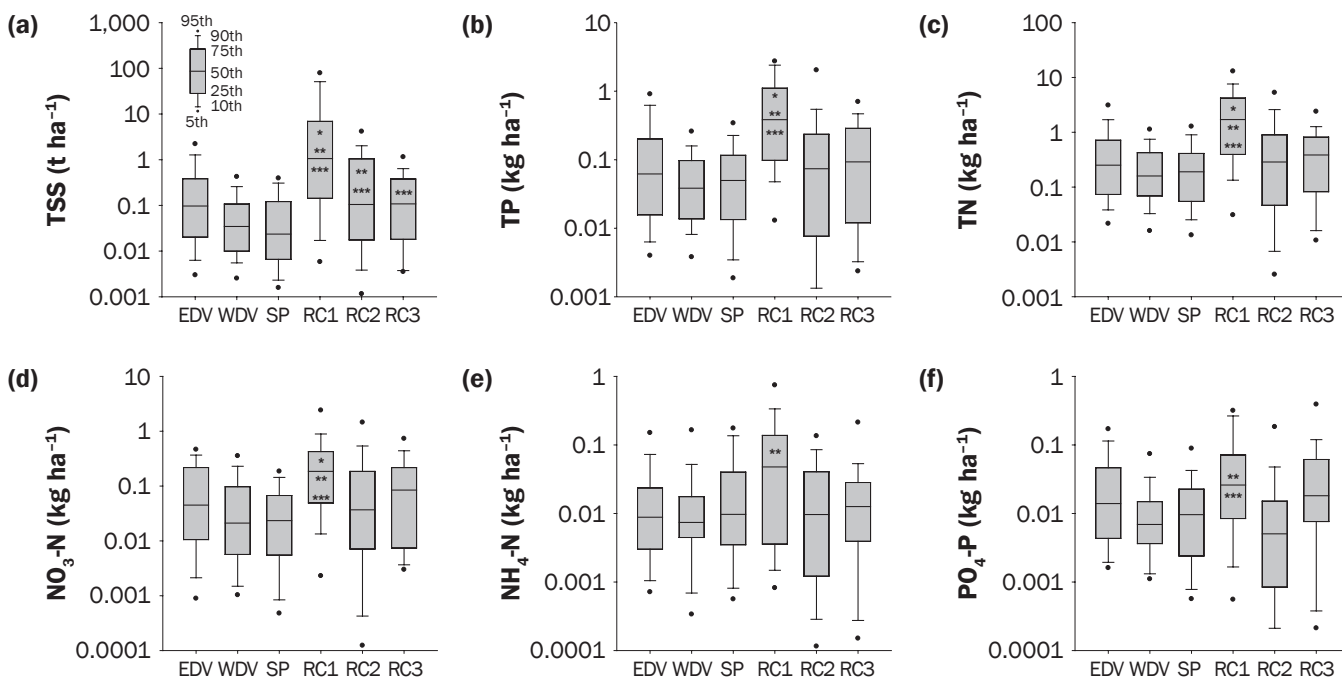 (a)
TSS (t ha⁻¹)
1,000
100
10
1
0.1
0.01
0.001
95th
90th
75th
50th
25th
10th
5th
*
**
***
**
***
***
EDV WDV SP RC1 RC2 RC3
(b)
TP (kg ha⁻¹)
10
1
0.1
0.01
0.001
*
**
***
EDV WDV SP RC1 RC2 RC3
(c)
TN (kg ha⁻¹)
100
10
1
0.1
0.01
0.001
*
**
***
EDV WDV SP RC1 RC2 RC3
(d)
NO₃-N (kg ha⁻¹)
10
1
0.1
0.01
0.001
0.0001
*
**
***
EDV WDV SP RC1 RC2 RC3
(e)
NH₄-N (kg ha⁻¹)
1
0.1
0.01
0.001
0.0001
**
EDV WDV SP RC1 RC2 RC3
(f)
PO₄-P (kg ha⁻¹)
1
0.1
0.01
0.001
0.0001
**
***
EDV WDV SP RC1 RC2 RC3